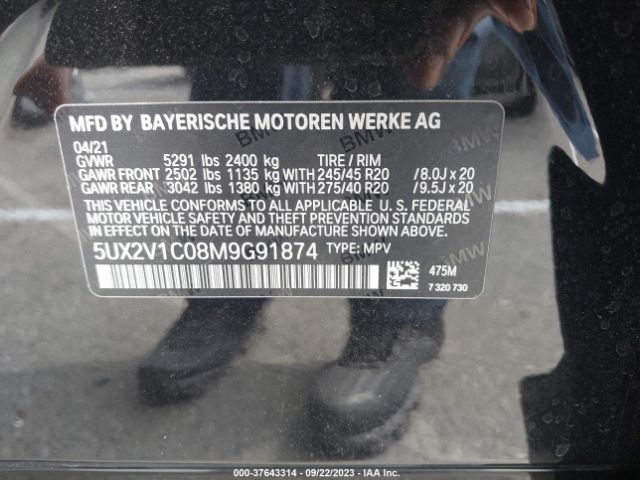 MFD BY BAYERISCHE MOTOREN WERKE AG
04/21
GVWR 5291 lbs 2400 kg TIRE / RIM
GAWR FRONT 2502 lbs 1135 kg WITH 245/45 R20 /8.0J x 20
GAWR REAR 3042 lbs 1380 kg WITH 275/40 R20 /9.5J x 20
THIS VEHICLE CONFORMS TO ALL APPLICABLE U. S. FEDERAL
MOTOR VEHICLE SAFETY, BUMPER, AND THEFT PREVENTION STANDARDS
IN EFFECT ON THE DATE OF MANUFACTURE SHOWN ABOVE.
5UX2V1C08M9G91874 TYPE: MPV
475M
7 320 730
000-37643314 / 09/22/2023 - IAA Inc.